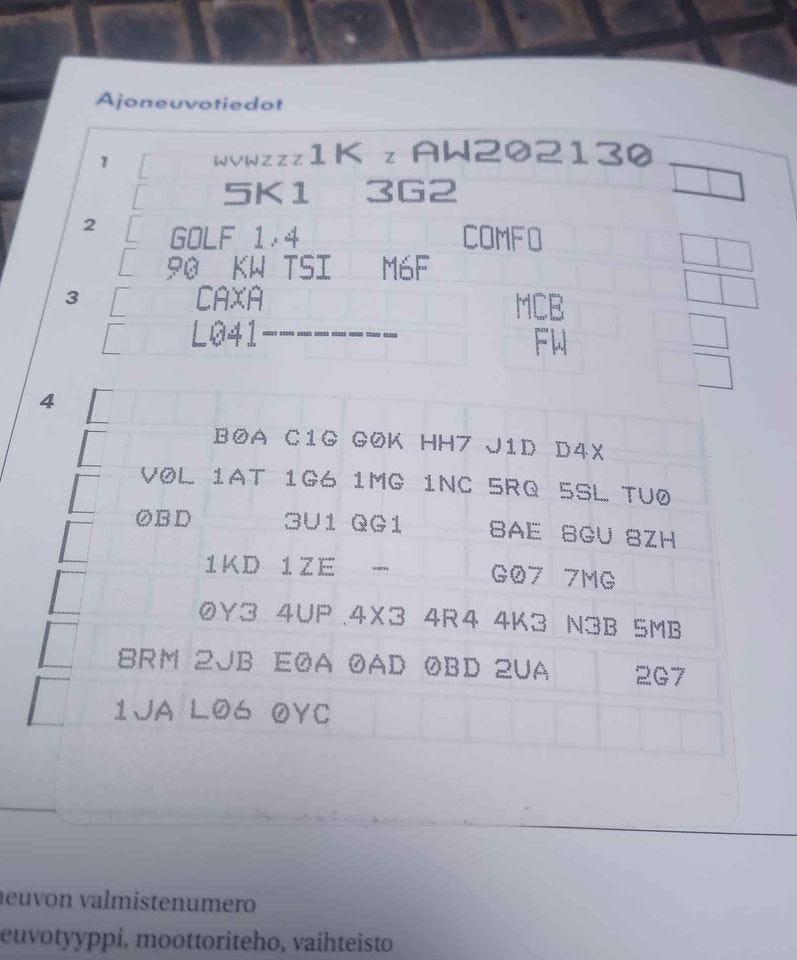 Ajoneuvotiedot
1 WVWZZZ1K Z AW202130
5K1 3G2
2 GOLF 1,4 COMFO
90 KW TSI M6F
3 CAXA MCB
L041-------- FW
4
B0A C1G G0K HH7 J1D D4X
V0L 1AT 1G6 1MG 1NC 5RQ 5SL TU0
0BD 3U1 QG1 8AE 8GU 8ZH
1KD 1ZE - G07 7MG
0Y3 4UP 4X3 4R4 4K3 N3B 5MB
8RM 2JB E0A 0AD 0BD 2UA 2G7
1JA L06 0YC
neuvon valmistenumero
euvotyyppi, moottoriteho, vaihteisto